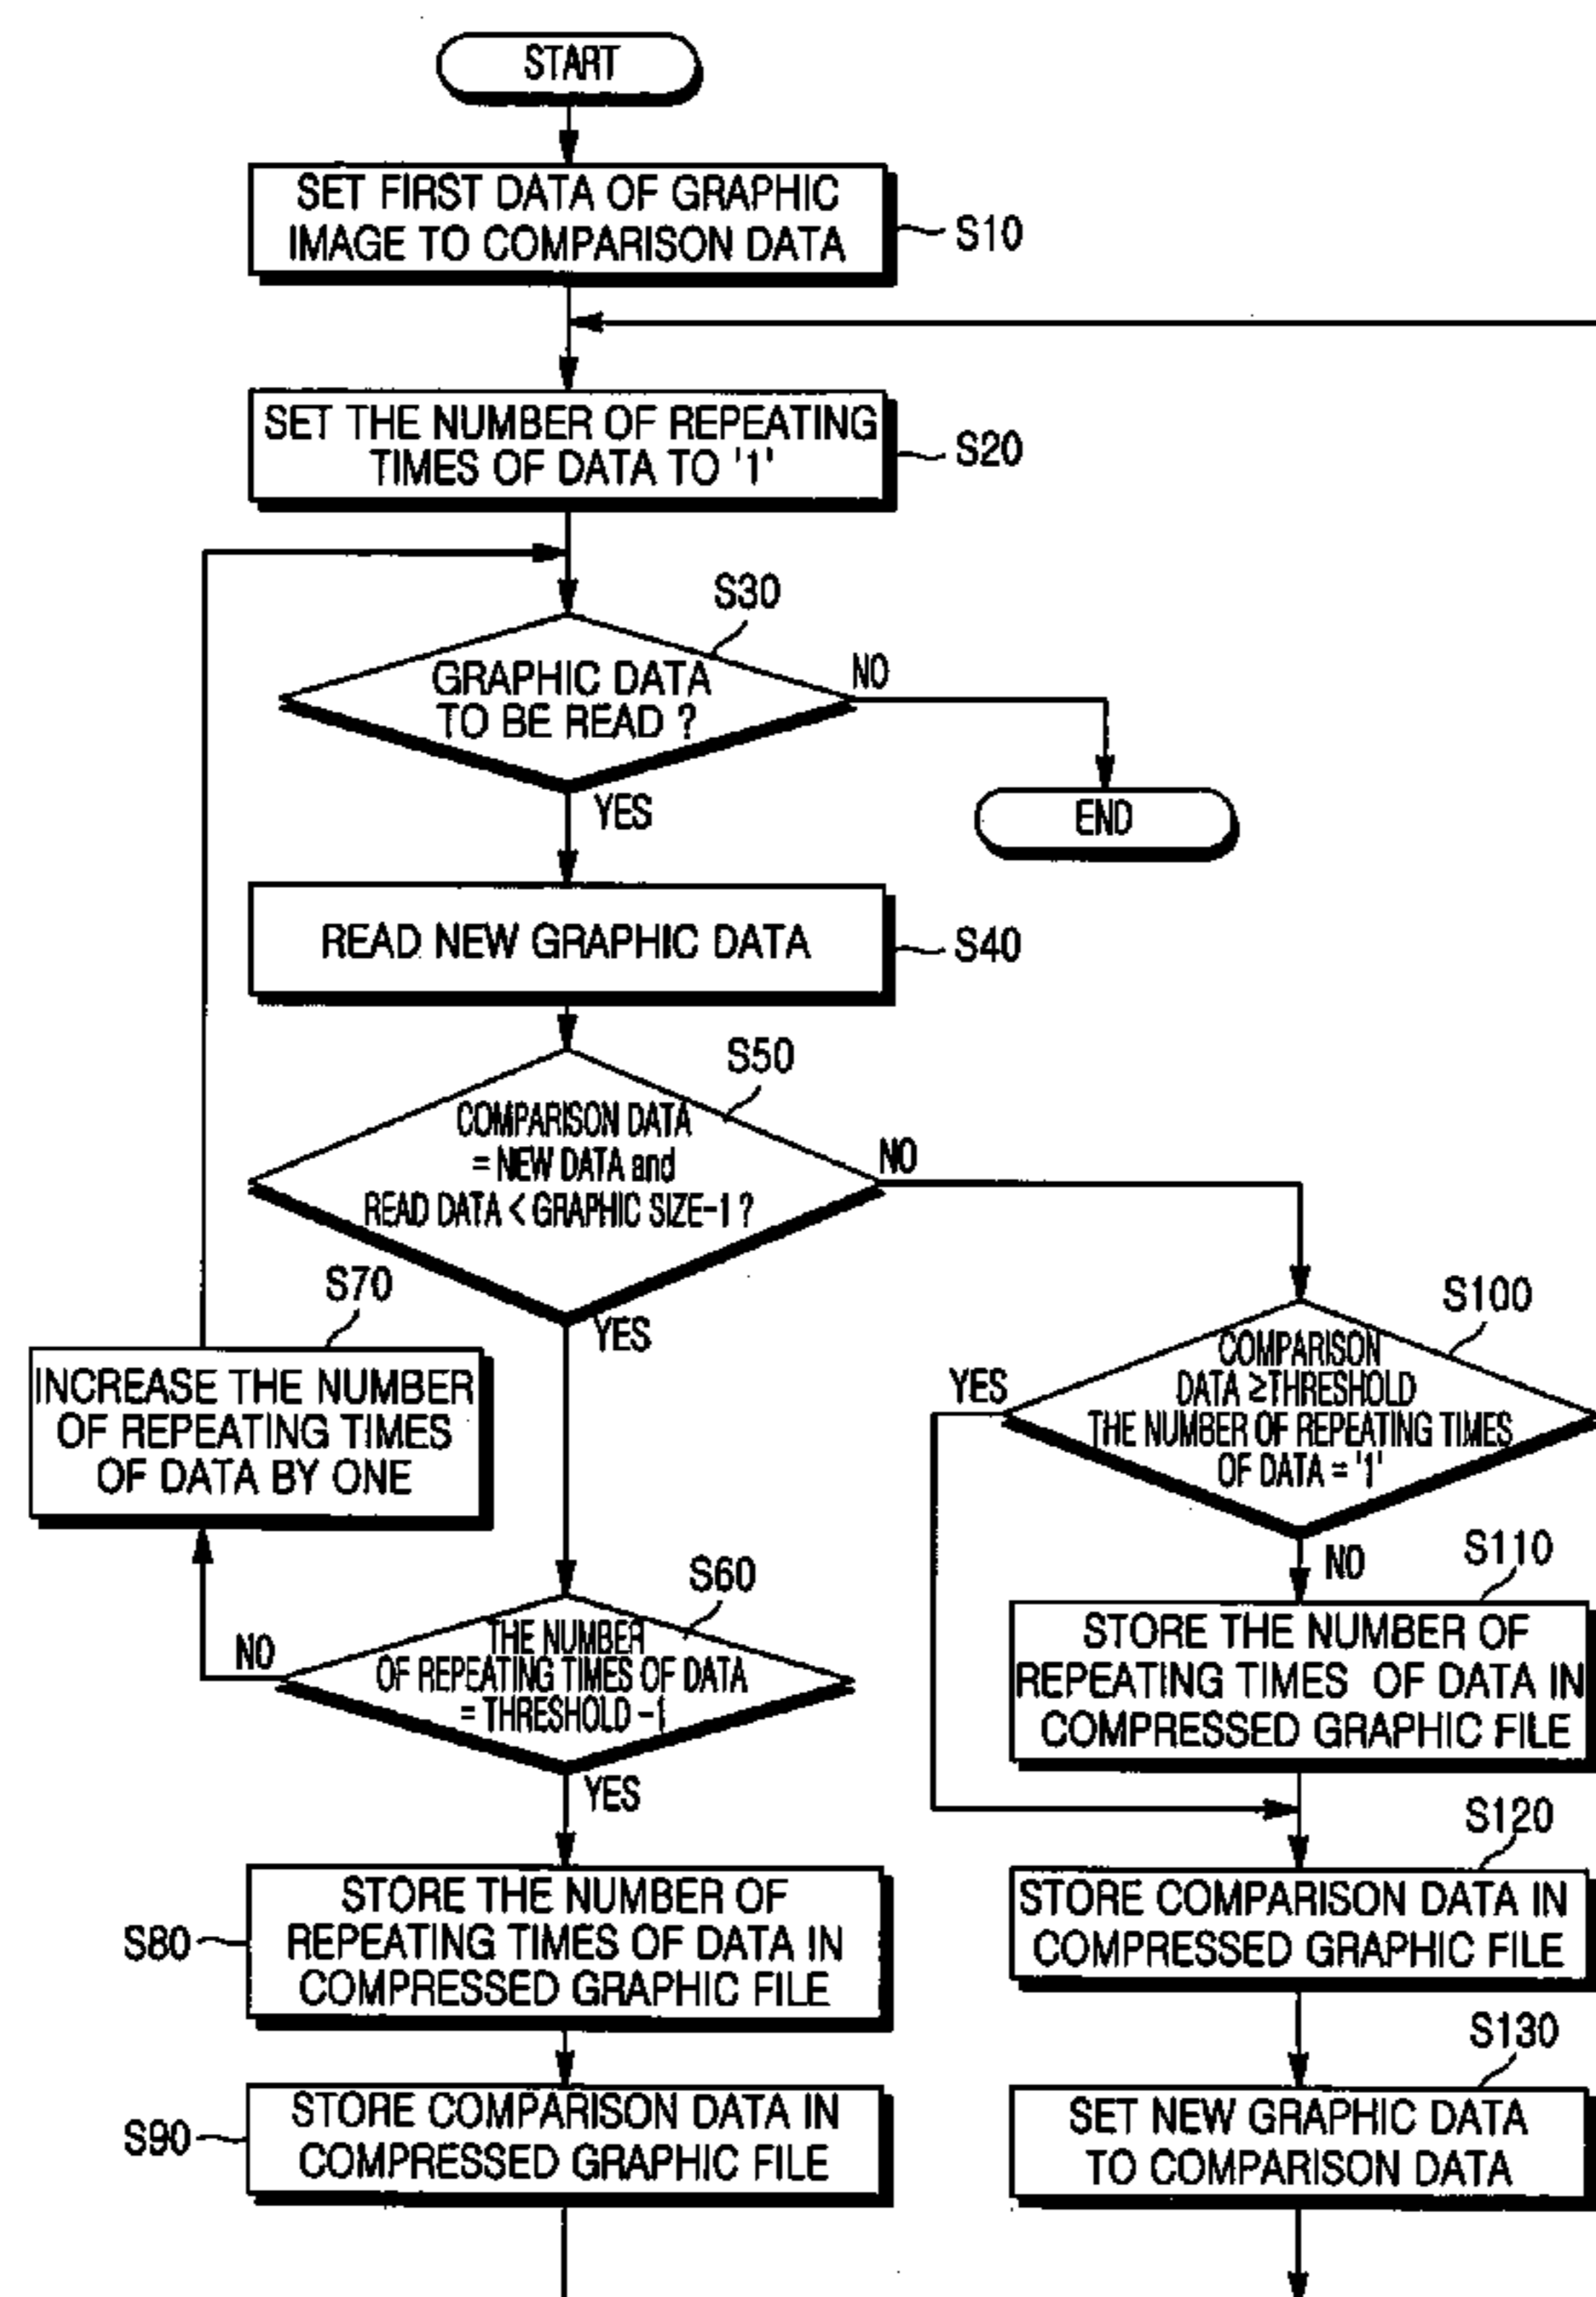 START
SET FIRST DATA OF GRAPHIC
IMAGE TO COMPARISON DATA
S10
SET THE NUMBER OF REPEATING
TIMES OF DATA TO '1'
S20
S30
GRAPHIC DATA
TO BE READ ?
NO
YES
END
READ NEW GRAPHIC DATA
S40
S50
COMPARISON DATA
= NEW DATA and
READ DATA < GRAPHIC SIZE-1 ?
NO
YES
S70
INCREASE THE NUMBER
OF REPEATING TIMES
OF DATA BY ONE
S100
COMPARISON
DATA ≥THRESHOLD
THE NUMBER OF REPEATING TIMES
OF DATA = '1'
YES
NO
S60
THE NUMBER
OF REPEATING TIMES OF DATA
= THRESHOLD -1
NO
YES
S110
STORE THE NUMBER OF
REPEATING TIMES OF DATA IN
COMPRESSED GRAPHIC FILE
S80
STORE THE NUMBER OF
REPEATING TIMES OF DATA IN
COMPRESSED GRAPHIC FILE
S120
STORE COMPARISON DATA IN
COMPRESSED GRAPHIC FILE
S90
STORE COMPARISON DATA IN
COMPRESSED GRAPHIC FILE
S130
SET NEW GRAPHIC DATA
TO COMPARISON DATA